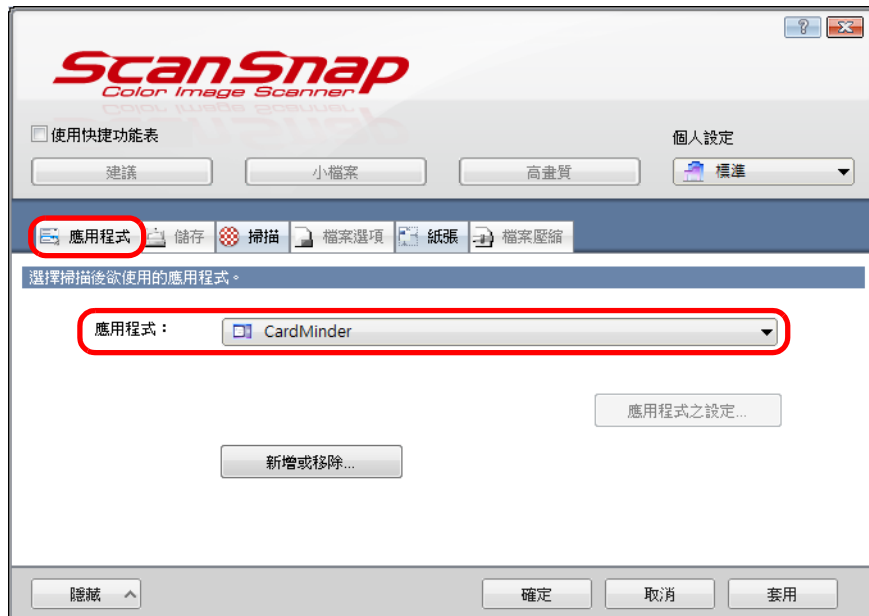 ScanSnap
Color Image Scanner
使用快捷功能表
個人設定
建議 小檔案 高畫質 標準
應用程式 儲存 掃描 檔案選項 紙張 檔案壓縮
選擇掃描後欲使用的應用程式。
應用程式： CardMinder
應用程式之設定...
新增或移除...
隱藏 確定 取消 套用